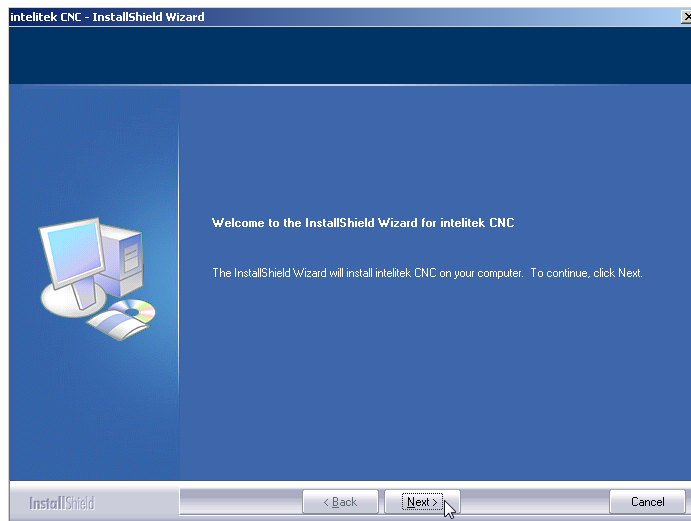 intelitek CNC - InstallShield Wizard
Welcome to the InstallShield Wizard for intelitek CNC
The InstallShield Wizard will install intelitek CNC on your computer.  To continue, click Next.
InstallShield
< Back
Next >
Cancel